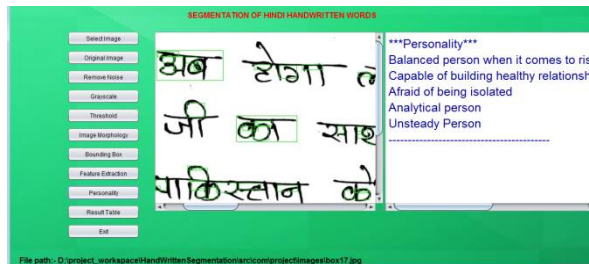 SEGMENTATION OF HINDI HANDWRITTEN WORDS
Select Image
Original Image
Remove Noise
Grayscale
Threshold
Image Morphology
Bounding Box
Feature Extraction
Personality
Result Table
Exit
अब होगा
जी का साथ
पाकिस्तान के
***Personality***
Balanced person when it comes to ris
Capable of building healthy relationsh
Afraid of being isolated
Analytical person
Unsteady Person
------------------------------------------
File path:- D:\project_workspace\HandWrittenSegmentation\src\com\project\images\box17.jpg